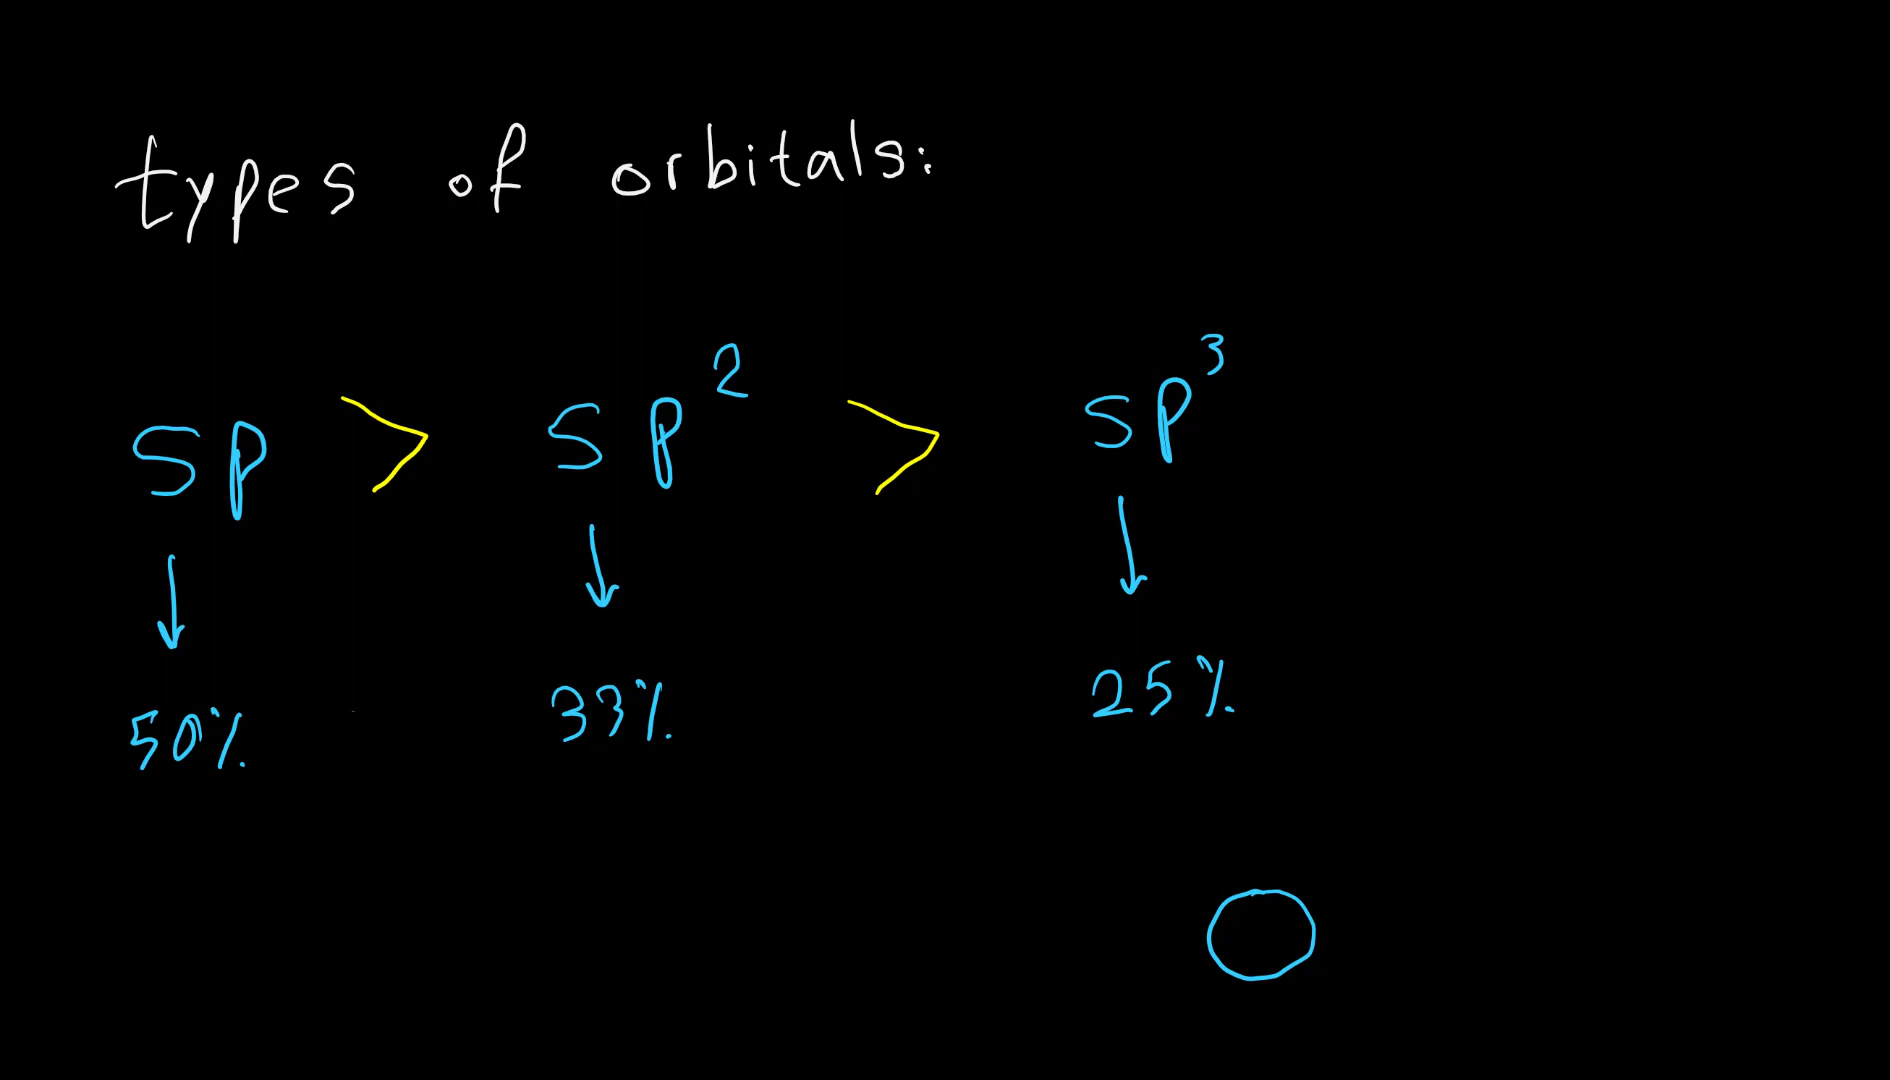 types of orbitals:
sp > sp² > sp³
↓ ↓ ↓
50% 33% 25%